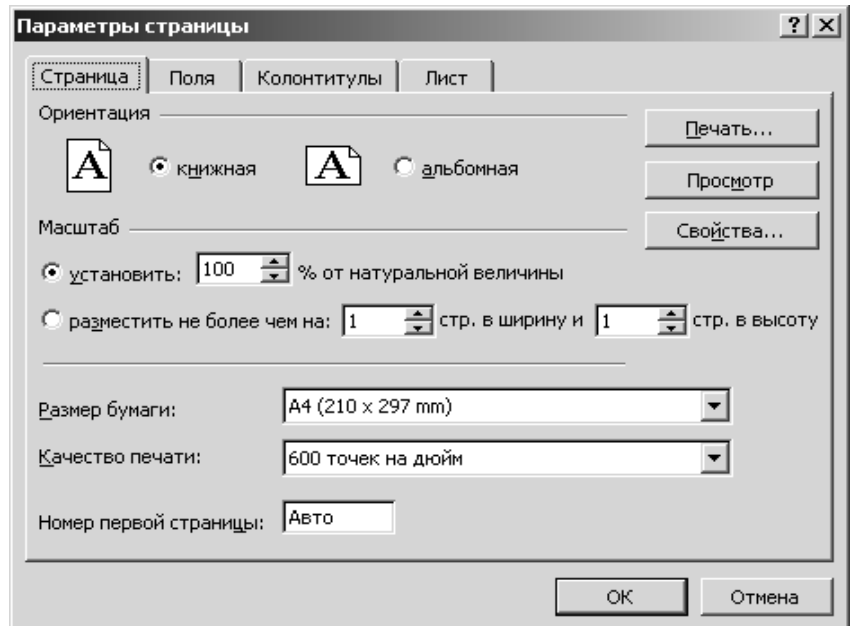 Параметры страницы
Страница Поля Колонтитулы Лист
Ориентация
Печать...
A книжная A альбомная
Просмотр
Масштаб
Свойства...
установить: 100 % от натуральной величины
разместить не более чем на: 1 стр. в ширину и 1 стр. в высоту
Размер бумаги: A4 (210 x 297 mm)
Качество печати: 600 точек на дюйм
Номер первой страницы: Авто
ОК Отмена